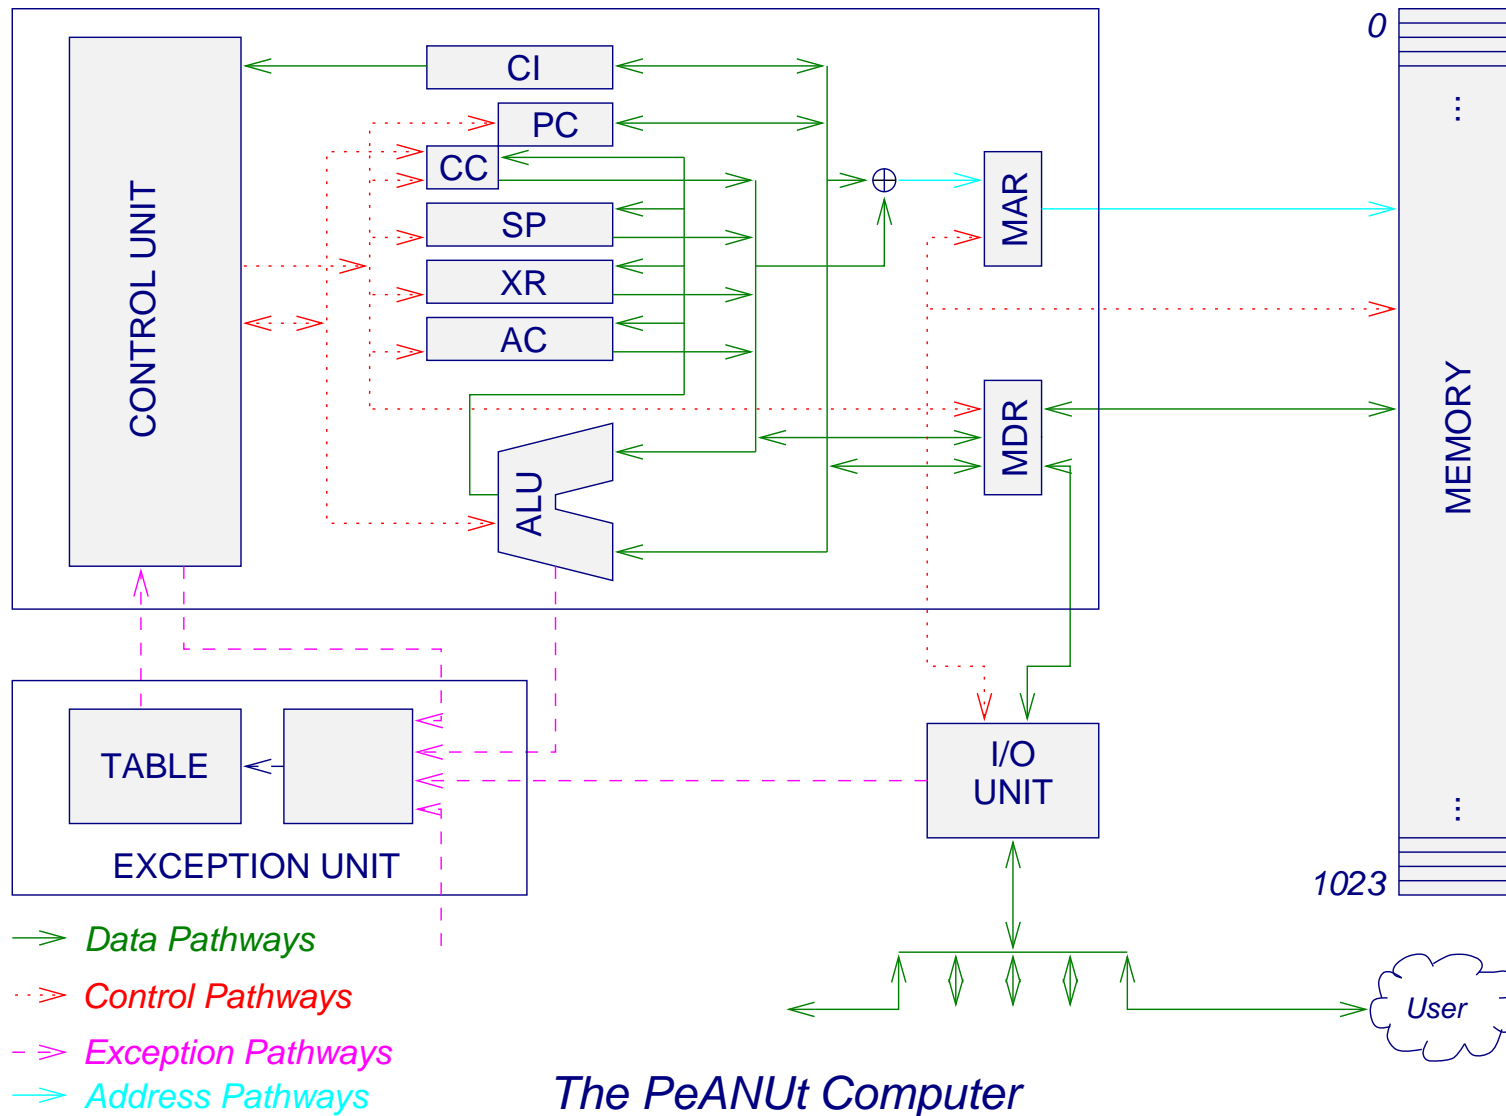 0
CI
PC
CC
SP
XR
AC
CONTROL UNIT
ALU
MAR
MDR
...
MEMORY
...
1023
TABLE
EXCEPTION UNIT
I/O
UNIT
Data Pathways
Control Pathways
Exception Pathways
Address Pathways
User
The PeANUt Computer